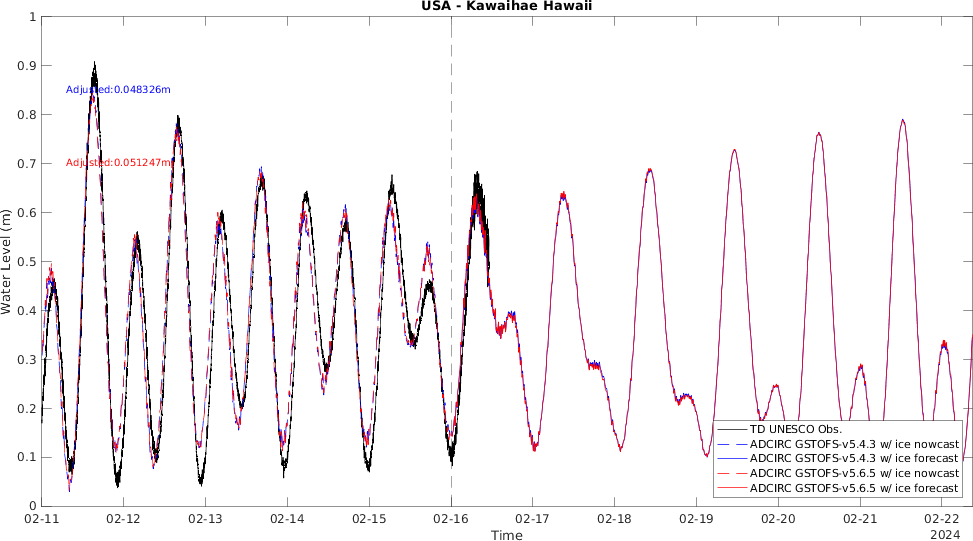 USA - Kawaihae Hawaii
1
0.9
0.8
0.7
0.6
0.5
0.4
0.3
0.2
0.1
0
Water Level (m)
Adjusted:0.048326m
Adjusted:0.051247m
TD UNESCO Obs.
ADCIRC GSTOFS-v5.4.3 w/ ice nowcast
ADCIRC GSTOFS-v5.4.3 w/ ice forecast
ADCIRC GSTOFS-v5.6.5 w/ ice nowcast
ADCIRC GSTOFS-v5.6.5 w/ ice forecast
02-11 02-12 02-13 02-14 02-15 02-16 02-17 02-18 02-19 02-20 02-21 02-22
Time
2024